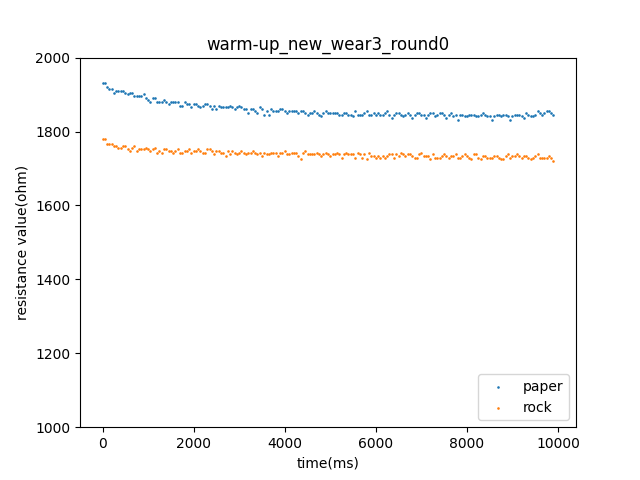 warm-up_new_wear3_round0
resistance value(ohm)
2000
1800
1600
1400
1200
1000
paper
rock
0 2000 4000 6000 8000 10000
time(ms)